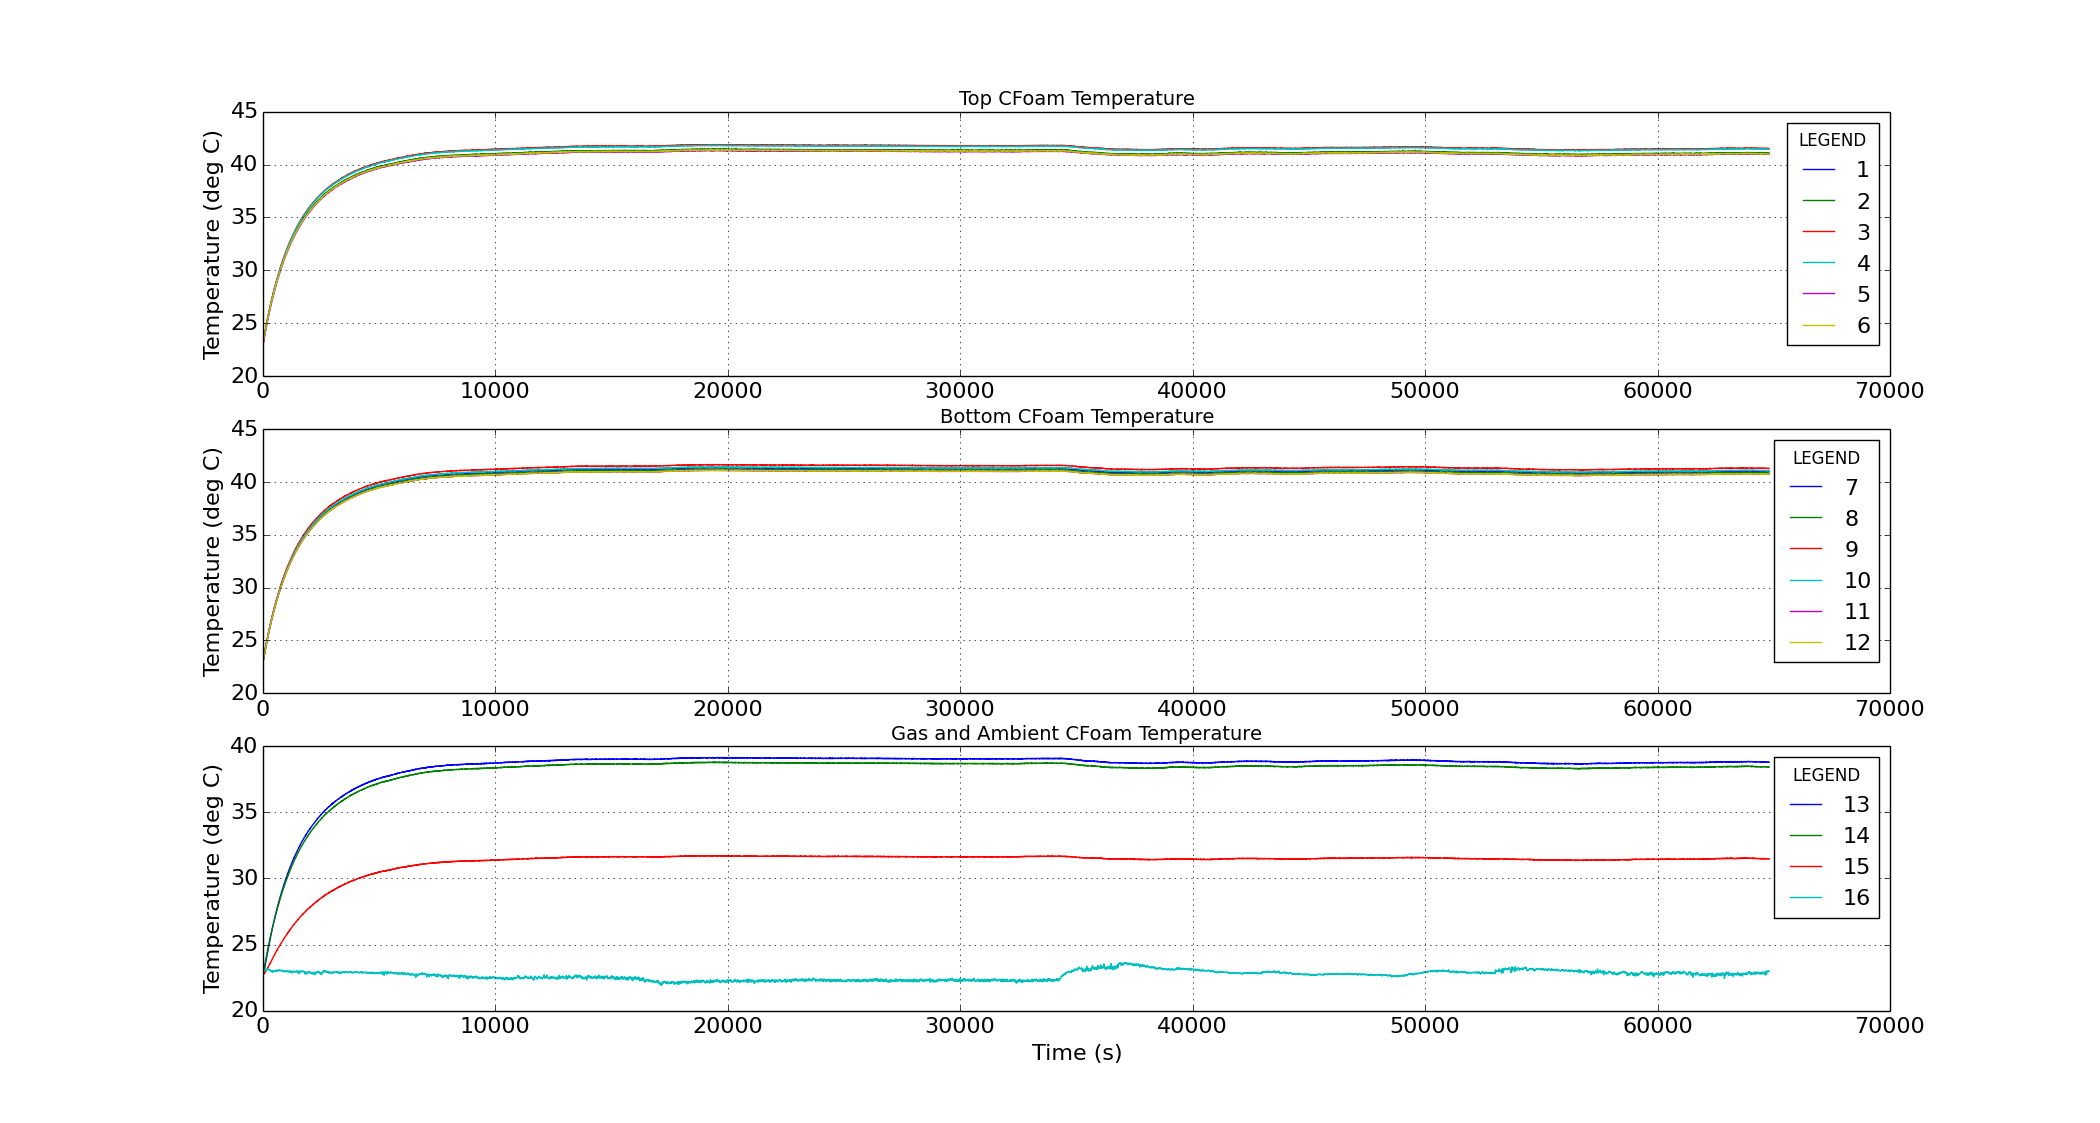 Top CFoam Temperature
Temperature (deg C)
45
40
35
30
25
20
0 10000 20000 30000 40000 50000 60000 70000
LEGEND
1
2
3
4
5
6
Bottom CFoam Temperature
Temperature (deg C)
45
40
35
30
25
20
0 10000 20000 30000 40000 50000 60000 70000
LEGEND
7
8
9
10
11
12
Gas and Ambient CFoam Temperature
Temperature (deg C)
40
35
30
25
20
0 10000 20000 30000 40000 50000 60000 70000
LEGEND
13
14
15
16
Time (s)